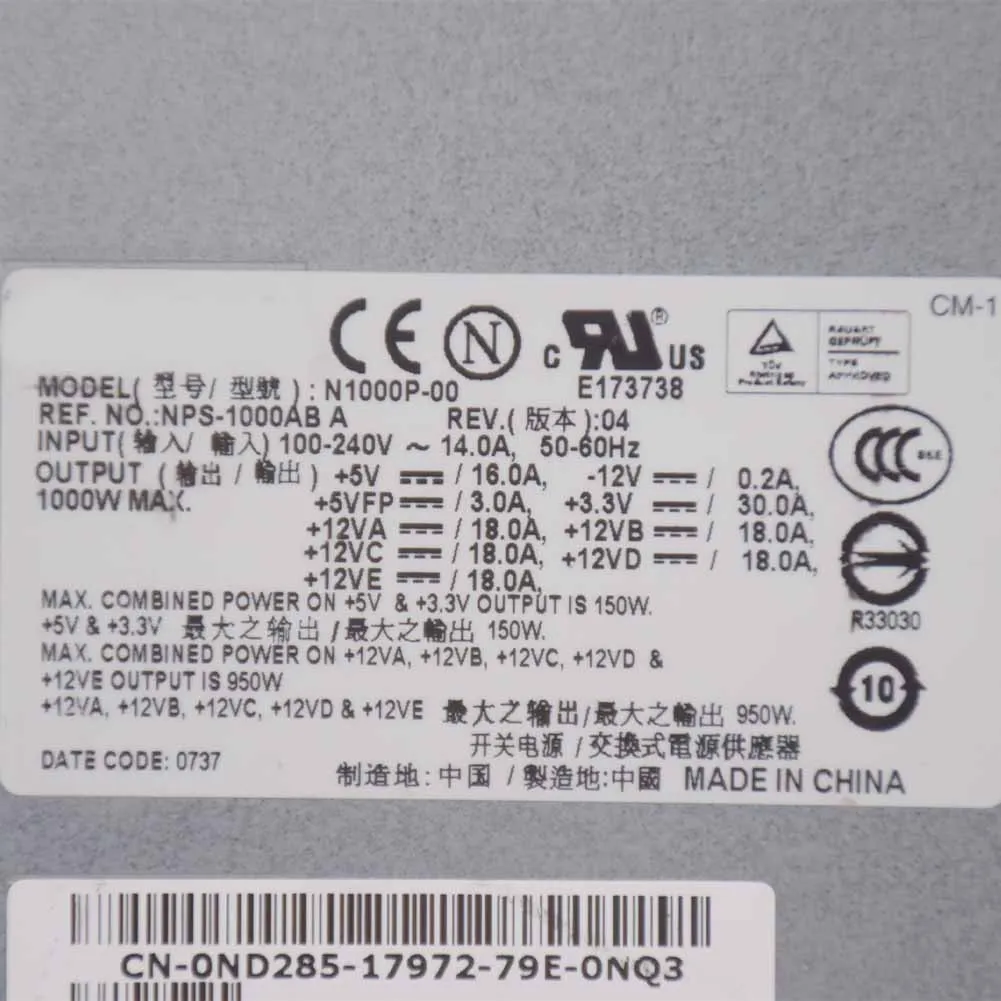 CM-1
CE N C UL® US
RAUART GEPRÜFT
TÜV
TYPE APPROVED
MODEL( 型号/ 型號 ) : N1000P-00 E173738
REF. NO.:NPS-1000AB A REV.( 版本 ):04
INPUT( 输入/ 輸入) 100-240V ~ 14.0A, 50-60Hz
OUTPUT ( 输出 / 輸出 ) +5V ⎓ / 16.0A, -12V ⎓ / 0.2A,
1000W MAX. +5VFP ⎓ / 3.0A, +3.3V ⎓ / 30.0A,
+12VA ⎓ / 18.0A, +12VB ⎓ / 18.0A,
+12VC ⎓ / 18.0A, +12VD ⎓ / 18.0A,
+12VE ⎓ / 18.0A,
CCC S&E
R33030
10
MAX. COMBINED POWER ON +5V & +3.3V OUTPUT IS 150W.
+5V & +3.3V 最大之输出 / 最大之輸出 150W.
MAX. COMBINED POWER ON +12VA, +12VB, +12VC, +12VD &
+12VE OUTPUT IS 950W
+12VA, +12VB, +12VC, +12VD & +12VE 最大之输出/最大之輸出 950W.
开关电源 / 交換式電源供應器
DATE CODE: 0737
制造地: 中国 / 製造地:中國 MADE IN CHINA
CN-0ND285-17972-79E-0NQ3